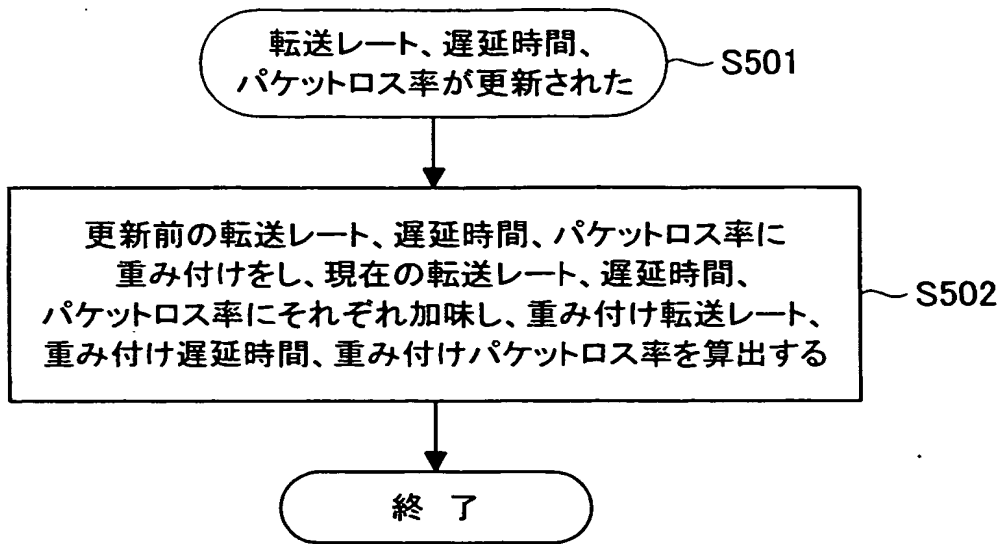 転送レート、遅延時間、
パケットロス率が更新された
S501
更新前の転送レート、遅延時間、パケットロス率に
重み付けをし、現在の転送レート、遅延時間、
パケットロス率にそれぞれ加味し、重み付け転送レート、
重み付け遅延時間、重み付けパケットロス率を算出する
S502
終 了